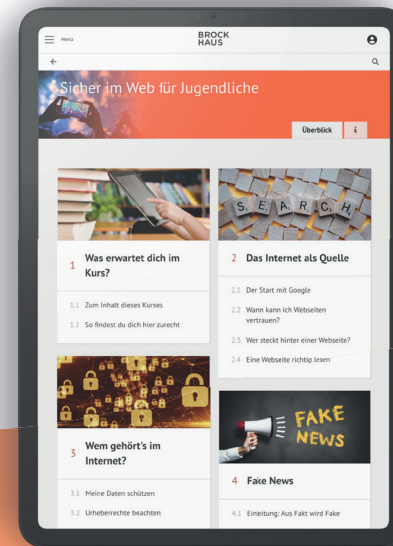 Menü
BROCK
HAUS
Sicher im Web für Jugendliche
Überblick
i
1 Was erwartet dich im
Kurs?
1.1 Zum Inhalt dieses Kurses
1.2 So findest du dich hier zurecht
SEARCH
2 Das Internet als Quelle
2.1 Der Start mit Google
2.2 Wann kann ich Webseiten
vertrauen?
2.3 Wer steckt hinter einer Webseite?
2.4 Eine Webseite richtig lesen
3 Wem gehört's im
Internet?
3.1 Meine Daten schützen
3.2 Urheberrechte beachten
FAKE
NEWS
4 Fake News
4.1 Einleitung: Aus Fakt wird Fake